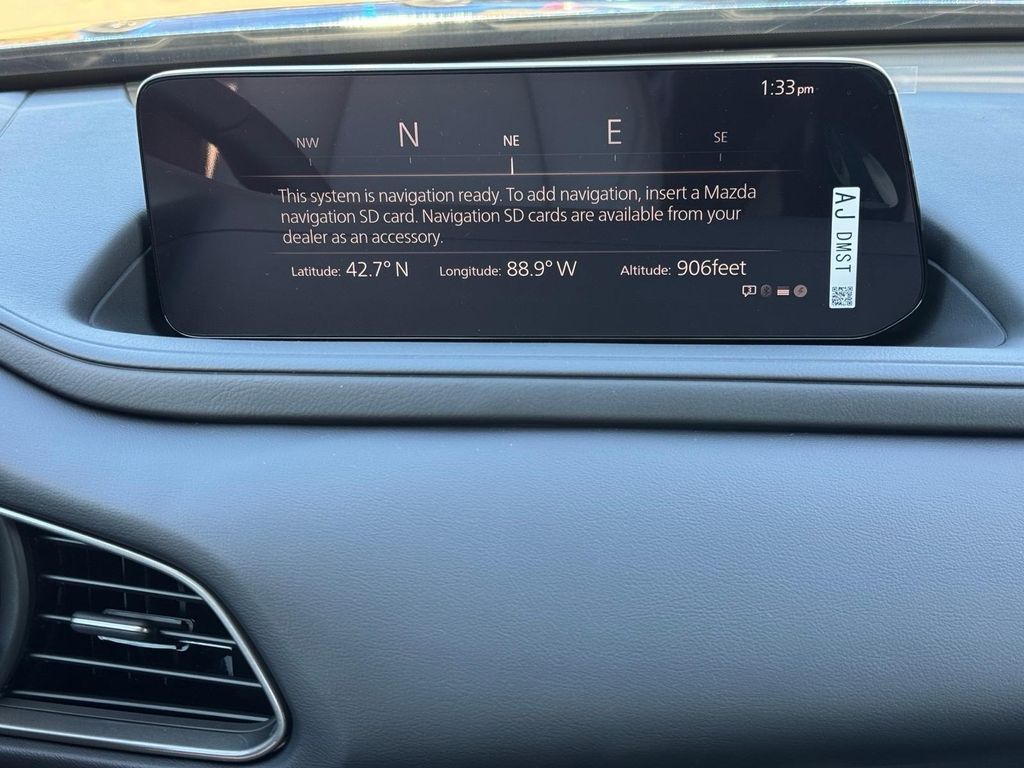 1:33pm
NW N NE E SE
This system is navigation ready. To add navigation, insert a Mazda
navigation SD card. Navigation SD cards are available from your
dealer as an accessory.
Latitude: 42.7° N Longitude: 88.9° W Altitude: 906feet
AJ DMST